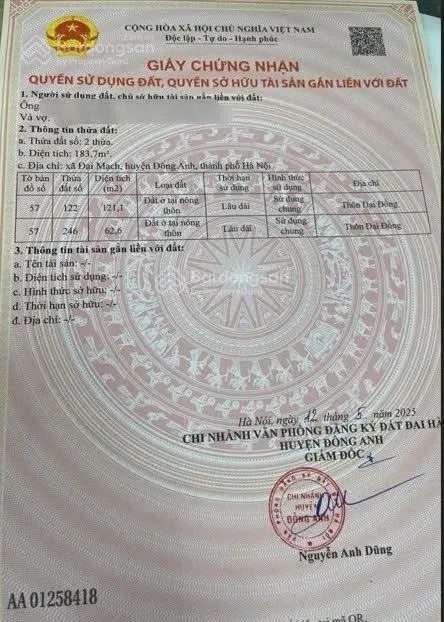 CỘNG HÒA XÃ HỘI CHỦ NGHĨA VIỆT NAM
Độc lập - Tự do - Hạnh phúc
GIẤY CHỨNG NHẬN
QUYỀN SỬ DỤNG ĐẤT, QUYỀN SỞ HỮU TÀI SẢN GẮN LIỀN VỚI ĐẤT
1. Người sử dụng đất, chủ sở hữu tài sản gắn liền với đất:
Ông
Và vợ:
2. Thông tin thửa đất:
a. Thửa đất số: 2 thửa.
b. Diện tích: 183,7m².
c. Địa chỉ: xã Đại Mạch, huyện Đông Anh, thành phố Hà Nội.
Tờ bản đồ số Thửa đất số Diện tích (m2) Loại đất Thời hạn sử dụng Hình thức sử dụng Địa chỉ
57 122 121,1 Đất ở tại nông thôn Lâu dài Sử dụng chung Thôn Đại Đồng
57 246 62,6 Đất ở tại nông thôn Lâu dài Sử dụng chung Thôn Đại Đồng
3. Thông tin tài sản gắn liền với đất:
a. Tên tài sản: -/-
b. Diện tích sử dụng: -/-
c. Hình thức sở hữu: -/-
d. Thời hạn sở hữu: -/-
đ. Địa chỉ: -/-
Hà Nội, ngày 12 tháng 5 năm 2025
CHI NHÁNH VĂN PHÒNG ĐĂNG KÝ ĐẤT ĐAI HÀ
HUYỆN ĐÔNG ANH
GIÁM ĐỐC
CHI NHÁNH
HUYỆN
ĐÔNG ANH
Nguyễn Anh Dũng
AA 01258418
batdongsan
by PropertyGuru
batdongsan